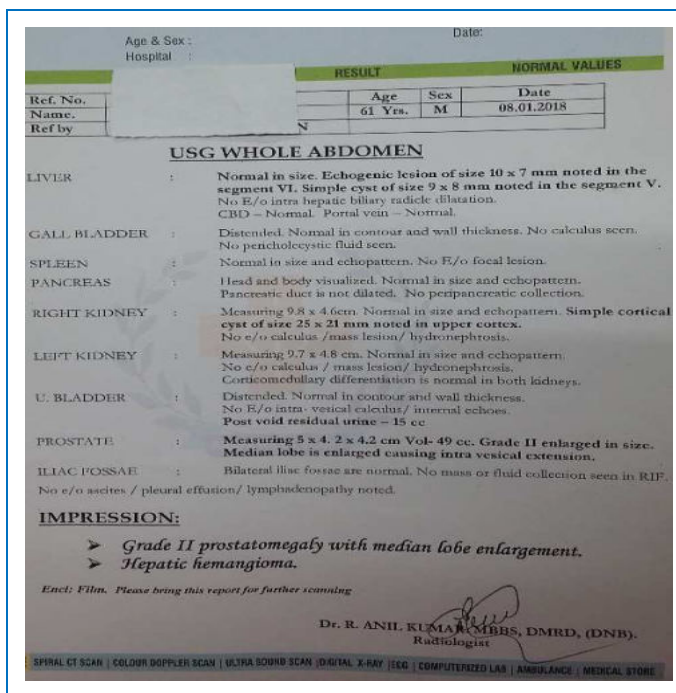 Age & Sex :
Date:
Hospital :
RESULT
NORMAL VALUES
Ref. No.
Age
Sex
Date
Name.
61 Yrs.
M
08.01.2018
Ref by
N
USG WHOLE ABDOMEN
LIVER : Normal in size. Echogenic lesion of size 10 x 7 mm noted in the
segment VI. Simple cyst of size 9 x 8 mm noted in the segment V.
No E/o intra hepatic biliary radicle dilatation.
CBD – Normal. Portal vein – Normal.
GALL BLADDER : Distended. Normal in contour and wall thickness. No calculus seen.
No pericholecystic fluid seen.
SPLEEN : Normal in size and echopattern. No E/o focal lesion.
PANCREAS : Head and body visualized. Normal in size and echopattern.
Pancreatic duct is not dilated. No peripancreatic collection.
RIGHT KIDNEY : Measuring 9.8 x 4.6cm. Normal in size and echopattern. Simple cortical
cyst of size 25 x 21 mm noted in upper cortex.
No e/o calculus /mass lesion/ hydronephrosis.
LEFT KIDNEY : Measuring 9.7 x 4.8 cm. Normal in size and echopattern.
No e/o calculus / mass lesion/ hydronephrosis.
Corticomedullary differentiation is normal in both kidneys.
U. BLADDER : Distended. Normal in contour and wall thickness.
No E/o intra- vesical calculus/ internal echoes.
Post void residual urine – 15 cc
PROSTATE : Measuring 5 x 4. 2 x 4.2 cm Vol- 49 cc. Grade II enlarged in size.
Median lobe is enlarged causing intra vesical extension.
ILIAC FOSSAE : Bilateral iliac fossae are normal. No mass or fluid collection seen in RIF.
No e/o ascites / pleural effusion/ lymphadenopathy noted.
IMPRESSION:
➤ Grade II prostatomegaly with median lobe enlargement.
➤ Hepatic hemangioma.
Encl: Film. Please bring this report for further scanning
Dr. R. ANIL KUMAR MBBS, DMRD, (DNB).
Radiologist
SPIRAL CT SCAN | COLOUR DOPPLER SCAN | ULTRA SOUND SCAN | DIGITAL X-RAY | ECG | COMPUTERIZED LAB | AMBULANCE | MEDICAL STORE